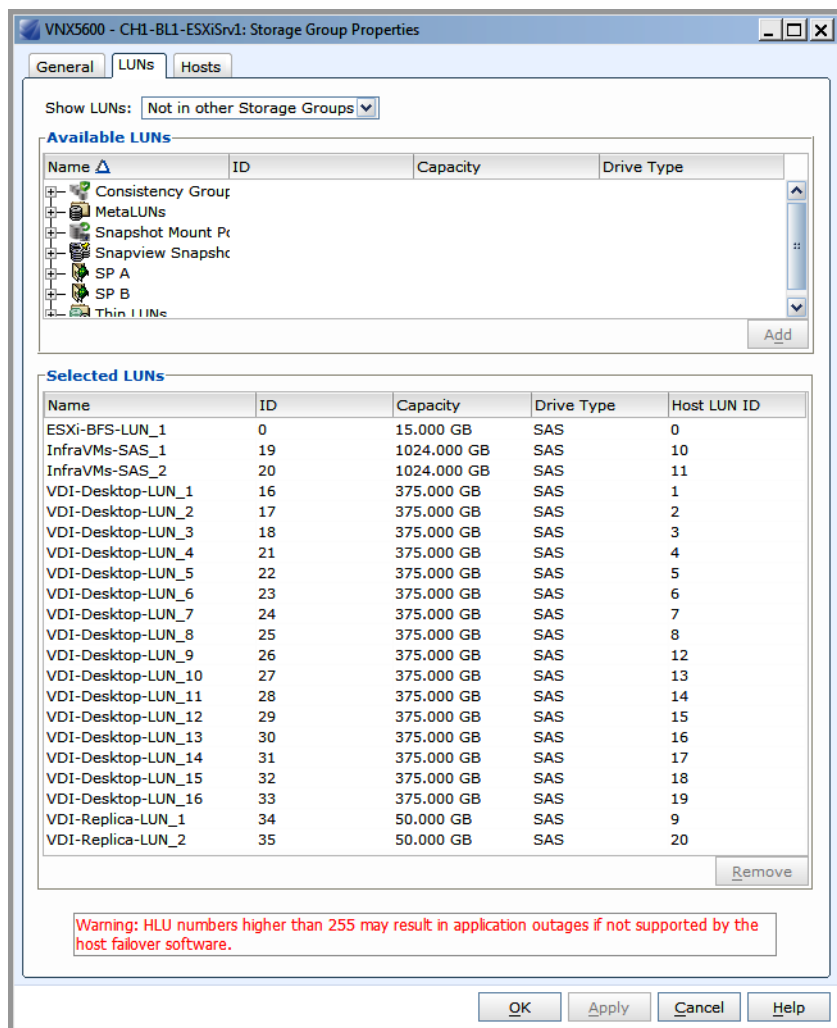 VNX5600 - CH1-BL1-ESXiSrv1: Storage Group Properties
General LUNs Hosts
Show LUNs: Not in other Storage Groups
Available LUNs
Name ID Capacity Drive Type
Consistency Group
MetaLUNs
Snapshot Mount Po
Snapview Snapsho
SP A
SP B
Thin LUNs
Add
Selected LUNs
Name ID Capacity Drive Type Host LUN ID
ESXi-BFS-LUN_1 0 15.000 GB SAS 0
InfraVMs-SAS_1 19 1024.000 GB SAS 10
InfraVMs-SAS_2 20 1024.000 GB SAS 11
VDI-Desktop-LUN_1 16 375.000 GB SAS 1
VDI-Desktop-LUN_2 17 375.000 GB SAS 2
VDI-Desktop-LUN_3 18 375.000 GB SAS 3
VDI-Desktop-LUN_4 21 375.000 GB SAS 4
VDI-Desktop-LUN_5 22 375.000 GB SAS 5
VDI-Desktop-LUN_6 23 375.000 GB SAS 6
VDI-Desktop-LUN_7 24 375.000 GB SAS 7
VDI-Desktop-LUN_8 25 375.000 GB SAS 8
VDI-Desktop-LUN_9 26 375.000 GB SAS 12
VDI-Desktop-LUN_10 27 375.000 GB SAS 13
VDI-Desktop-LUN_11 28 375.000 GB SAS 14
VDI-Desktop-LUN_12 29 375.000 GB SAS 15
VDI-Desktop-LUN_13 30 375.000 GB SAS 16
VDI-Desktop-LUN_14 31 375.000 GB SAS 17
VDI-Desktop-LUN_15 32 375.000 GB SAS 18
VDI-Desktop-LUN_16 33 375.000 GB SAS 19
VDI-Replica-LUN_1 34 50.000 GB SAS 9
VDI-Replica-LUN_2 35 50.000 GB SAS 20
Remove
Warning: HLU numbers higher than 255 may result in application outages if not supported by the
host failover software.
OK Apply Cancel Help